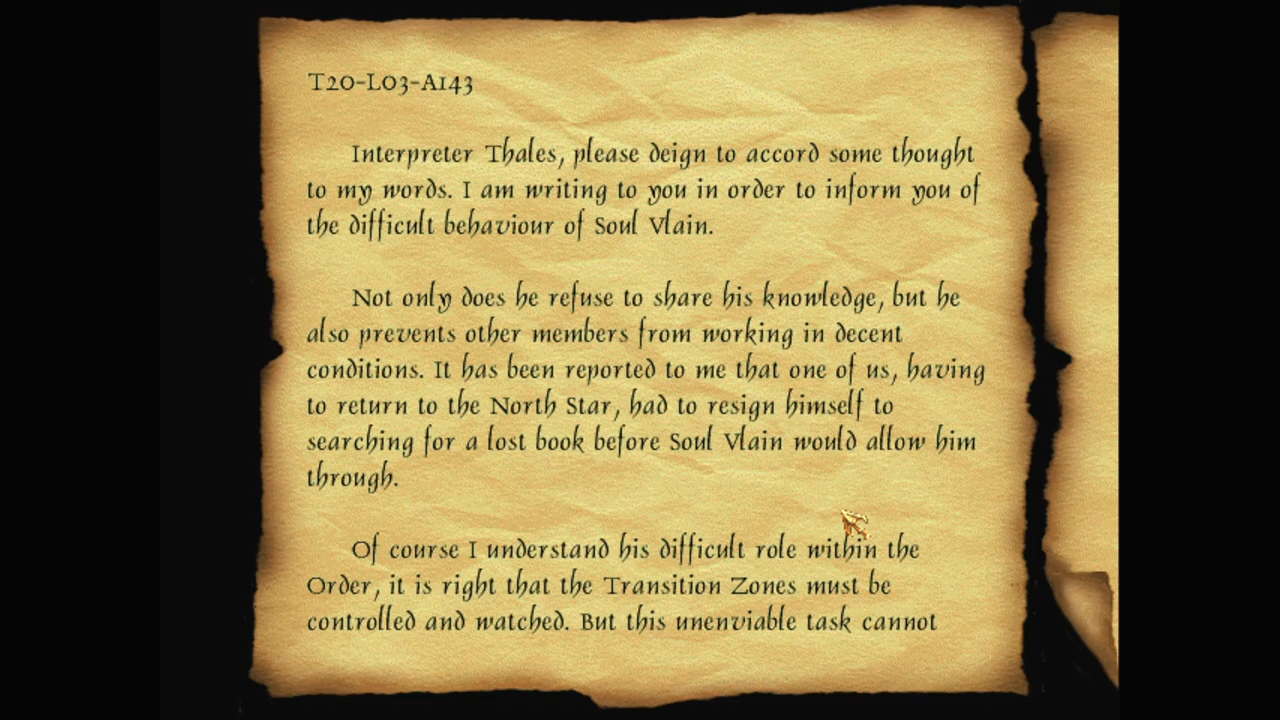 T20-L03-A143
Interpreter Thales, please deign to accord some thought
to my words. I am writing to you in order to inform you of
the difficult behaviour of Soul Vlain.
Not only does he refuse to share his knowledge, but he
also prevents other members from working in decent
conditions. It has been reported to me that one of us, having
to return to the North Star, had to resign himself to
searching for a lost book before Soul Vlain would allow him
through.
Of course I understand his difficult role within the
Order, it is right that the Transition Zones must be
controlled and watched. But this unenviable task cannot